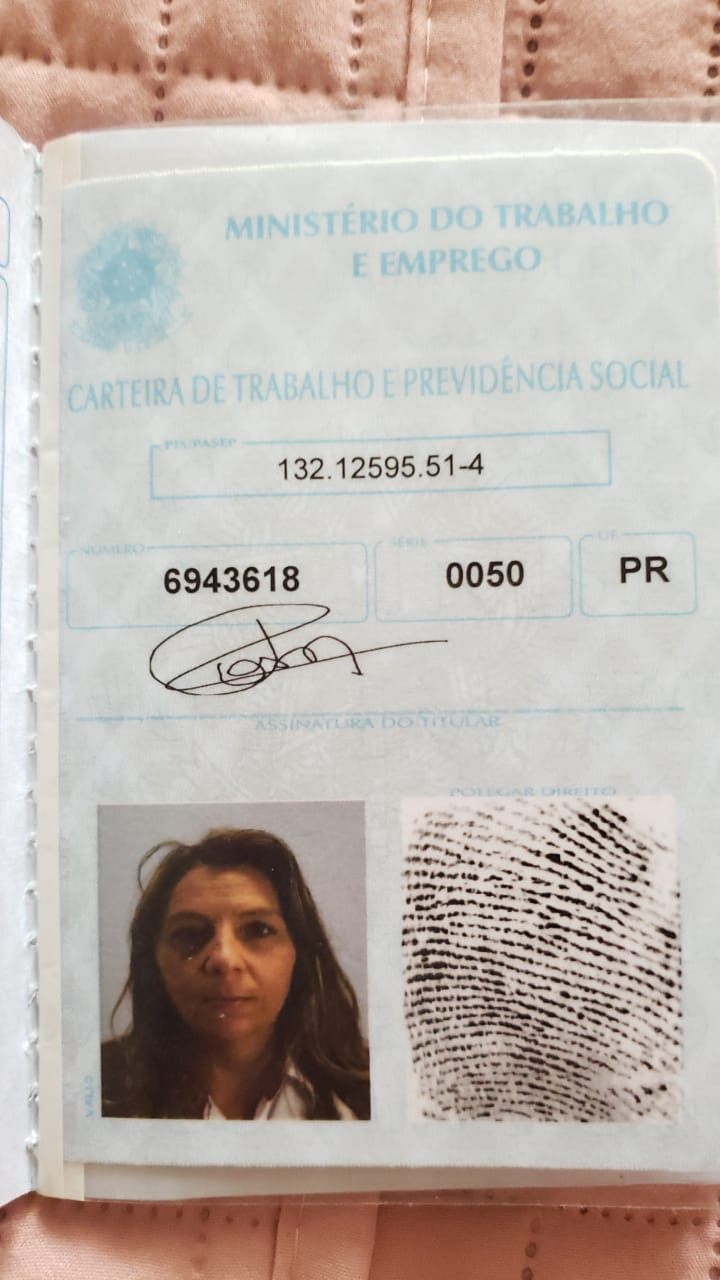 MINISTÉRIO DO TRABALHO
E EMPREGO
CARTEIRA DE TRABALHO E PREVIDÊNCIA SOCIAL
PIS/PASEP
132.12595.51-4
NÚMERO SÉRIE UF
6943618 0050 PR
ASSINATURA DO TITULAR
POLEGAR DIREITO